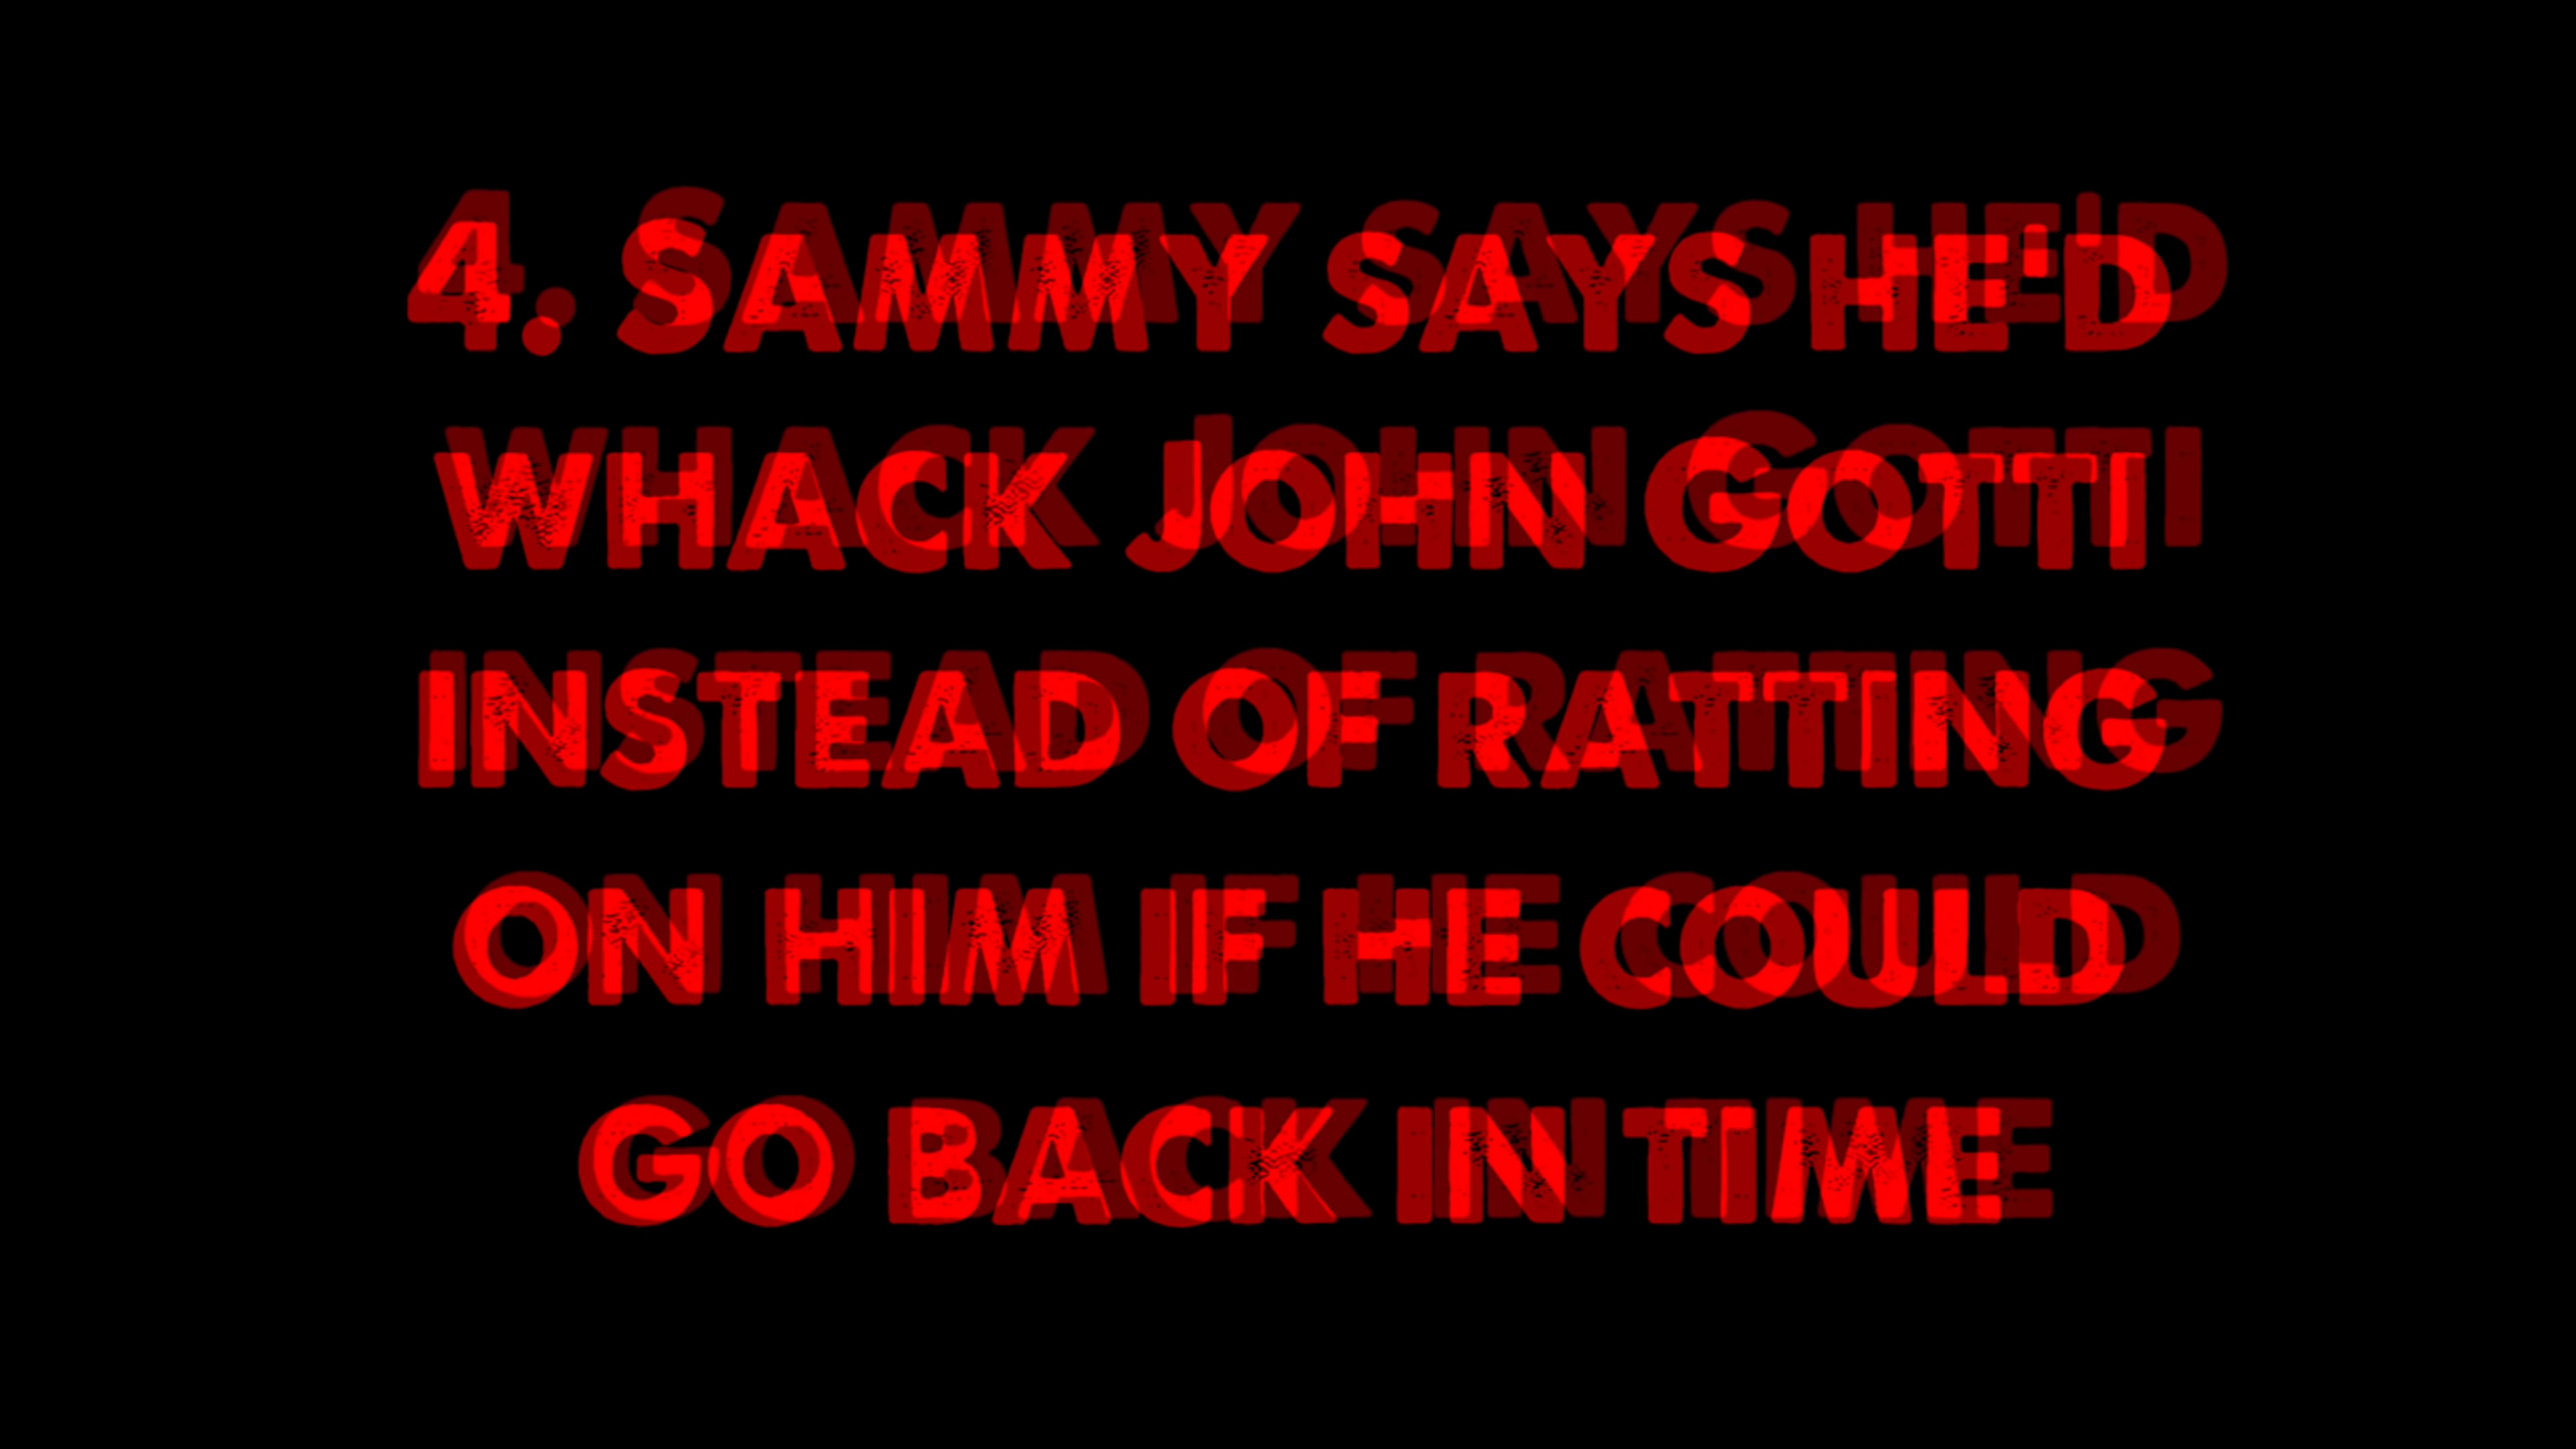 4. SAMMY SAYS HE'D
WHACK JOHN GOTTI
INSTEAD OF RATTING
ON HIM IF HE COULD
GO BACK IN TIME